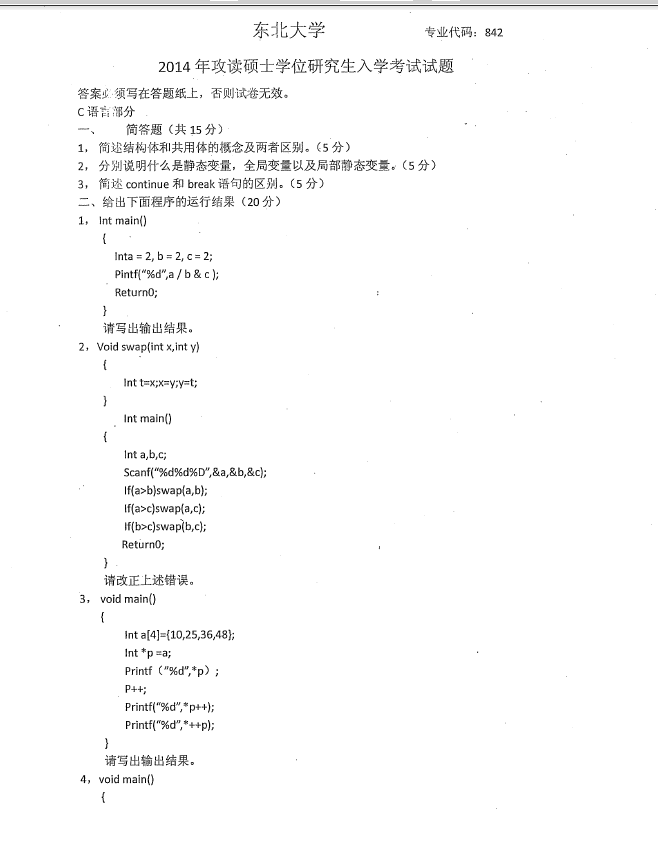 东北大学
专业代码：842
2014 年攻读硕士学位研究生入学考试试题
答案必须写在答题纸上，否则试卷无效。
C 语言部分
一、 简答题（共 15 分）
1， 简述结构体和共用体的概念及两者区别。（5 分）
2， 分别说明什么是静态变量，全局变量以及局部静态变量。（5 分）
3， 简述 continue 和 break 语句的区别。（5 分）
二、给出下面程序的运行结果（20 分）
1， Int main()
{
Inta = 2, b = 2, c = 2;
Pintf(“%d”,a / b & c );
Return0;
}
请写出输出结果。
2，Void swap(int x,int y)
{
Int t=x;x=y;y=t;
}
Int main()
{
Int a,b,c;
Scanf(“%d%d%D”,&a,&b,&c);
If(a>b)swap(a,b);
If(a>c)swap(a,c);
If(b>c)swap(b,c);
Return0;
}
请改正上述错误。
3， void main()
{
Int a[4]={10,25,36,48};
Int *p =a;
Printf（”%d”,*p）;
P++;
Printf(“%d”,*p++);
Printf(“%d”,*++p);
}
请写出输出结果。
4，void main()
{